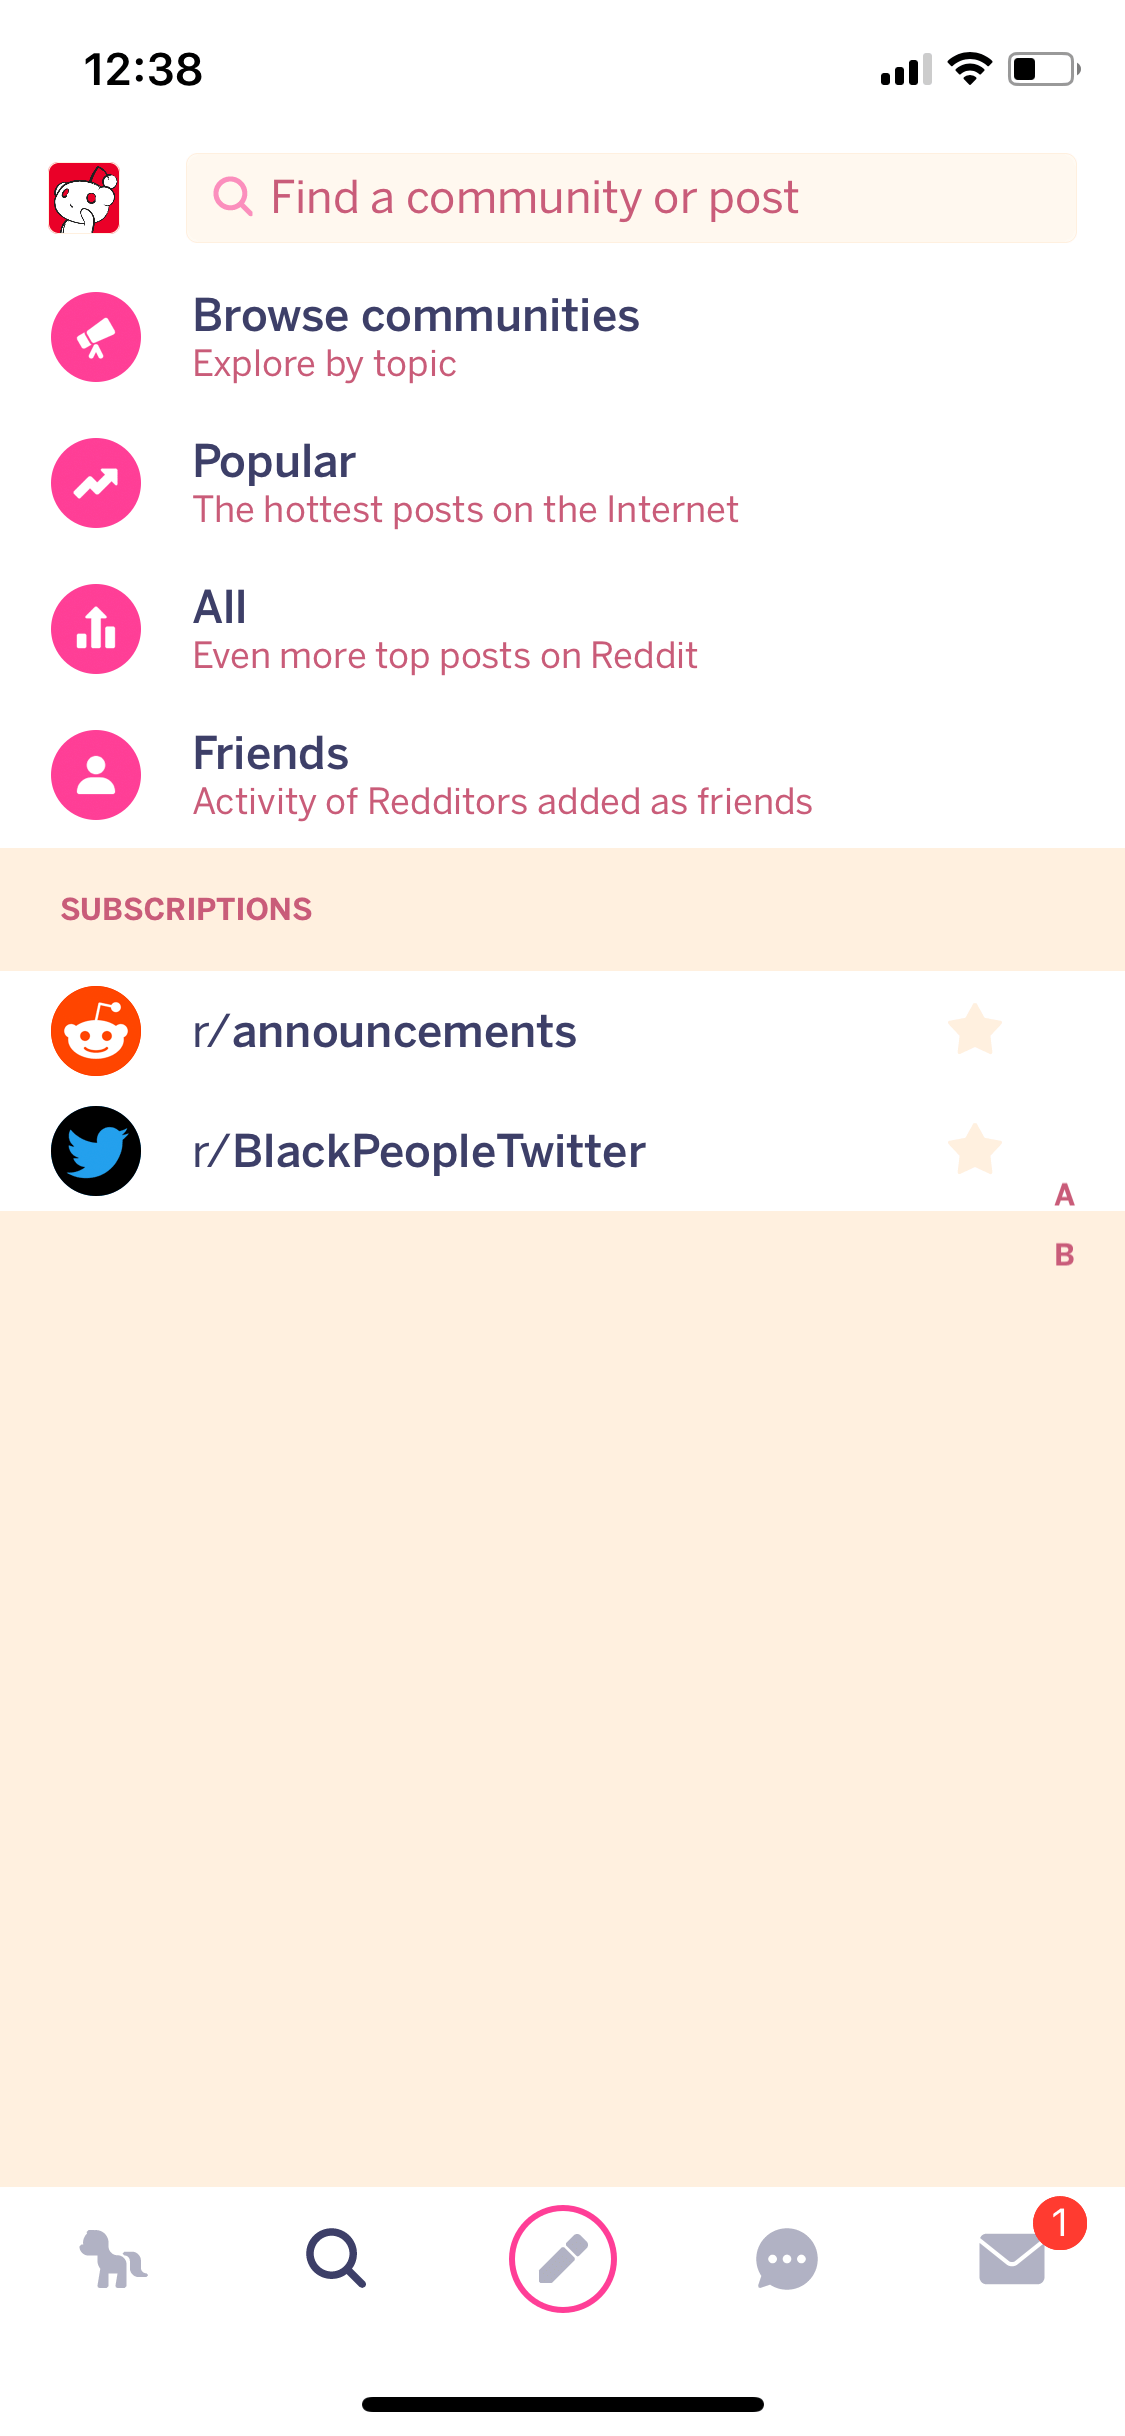 12:38
Find a community or post
Browse communities
Explore by topic
Popular
The hottest posts on the Internet
All
Even more top posts on Reddit
Friends
Activity of Redditors added as friends
SUBSCRIPTIONS
r/announcements
r/BlackPeopleTwitter
A
B
1